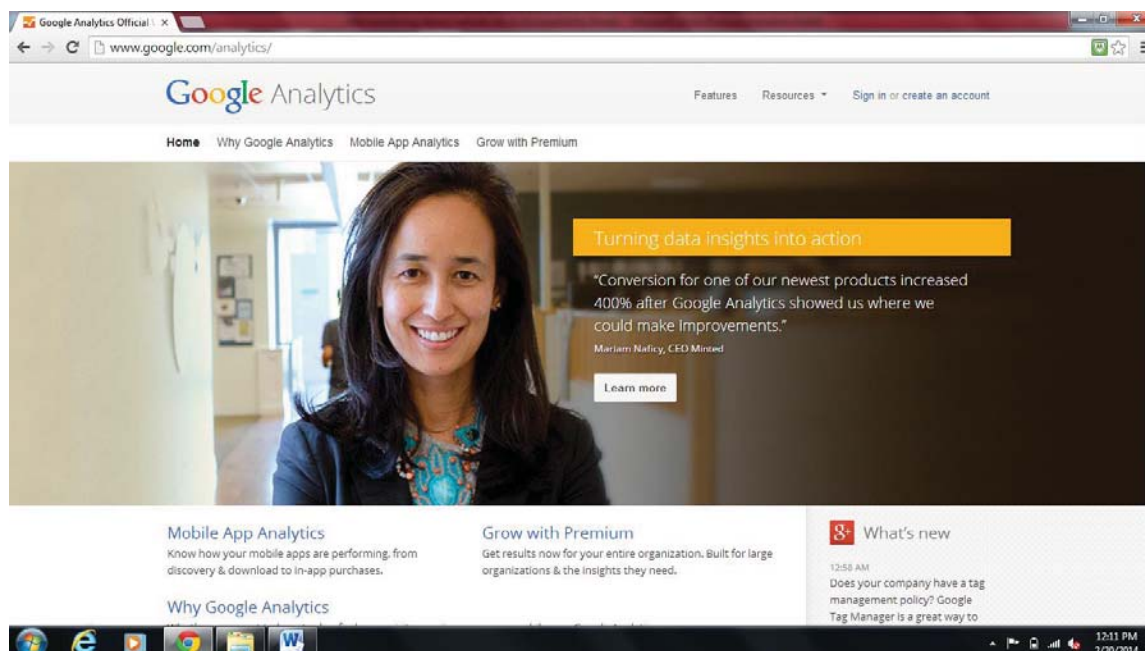 Google Analytics Official
www.google.com/analytics/
Google Analytics
Features Resources Sign in or create an account
Home Why Google Analytics Mobile App Analytics Grow with Premium
Turning data insights into action
“Conversion for one of our newest products increased
400% after Google Analytics showed us where we
could make improvements.”
Mariam Naficy, CEO Minted
Learn more
Mobile App Analytics
Know how your mobile apps are performing, from
discovery & download to in-app purchases.
Grow with Premium
Get results now for your entire organization. Built for large
organizations & the insights they need.
Why Google Analytics
What's new
12:58 AM
Does your company have a tag
management policy? Google
Tag Manager is a great way to
12:11 PM
2/20/2014